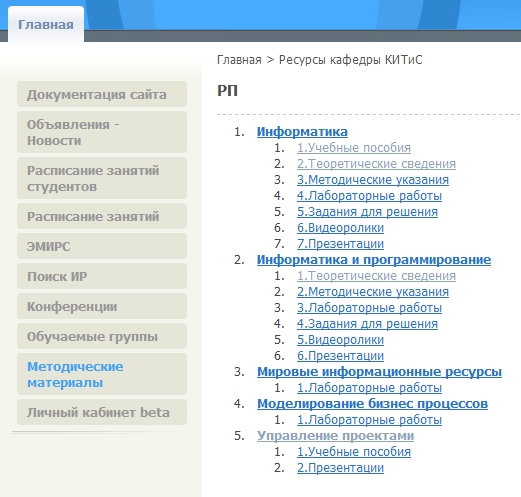 Главная
Документация сайта
Объявления -
Новости
Расписание занятий
студентов
Расписание занятий
ЭМИРС
Поиск ИР
Конференции
Обучаемые группы
Методические
материалы
Личный кабинет beta
Главная > Ресурсы кафедры КИТиС
РП
1. Информатика
1. 1.Учебные пособия
2. 2.Теоретические сведения
3. 3.Методические указания
4. 4.Лабораторные работы
5. 5.Задания для решения
6. 6.Видеоролики
7. 7.Презентации
2. Информатика и программирование
1. 1.Теоретические сведения
2. 2.Методические указания
3. 3.Лабораторные работы
4. 4.Задания для решения
5. 5.Видеоролики
6. 6.Презентации
3. Мировые информационные ресурсы
1. 1.Лабораторные работы
4. Моделирование бизнес процессов
1. 1.Лабораторные работы
5. Управление проектами
1. 1.Учебные пособия
2. 2.Презентации